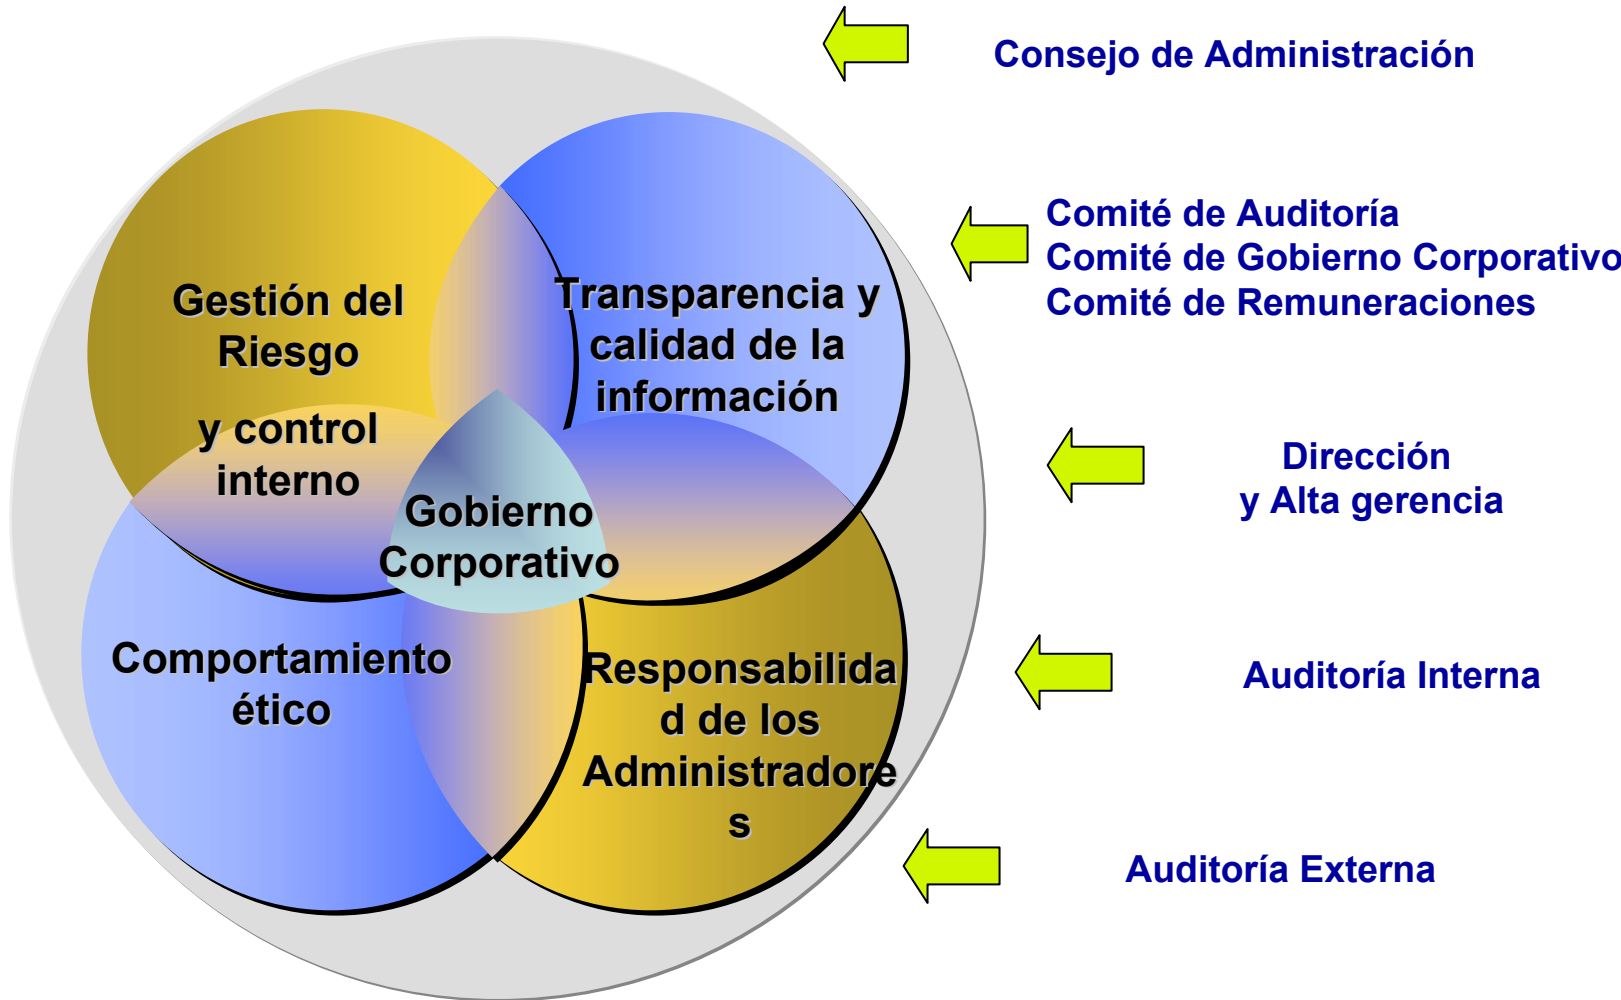 Consejo de Administración
Comité de Auditoría
Comité de Gobierno Corporativo
Comité de Remuneraciones
Gestión del
Riesgo
y control
interno
Transparencia y
calidad de la
información
Dirección
y Alta gerencia
Gobierno
Corporativo
Comportamiento
ético
Responsabilida
d de los
Administradore
s
Auditoría Interna
Auditoría Externa